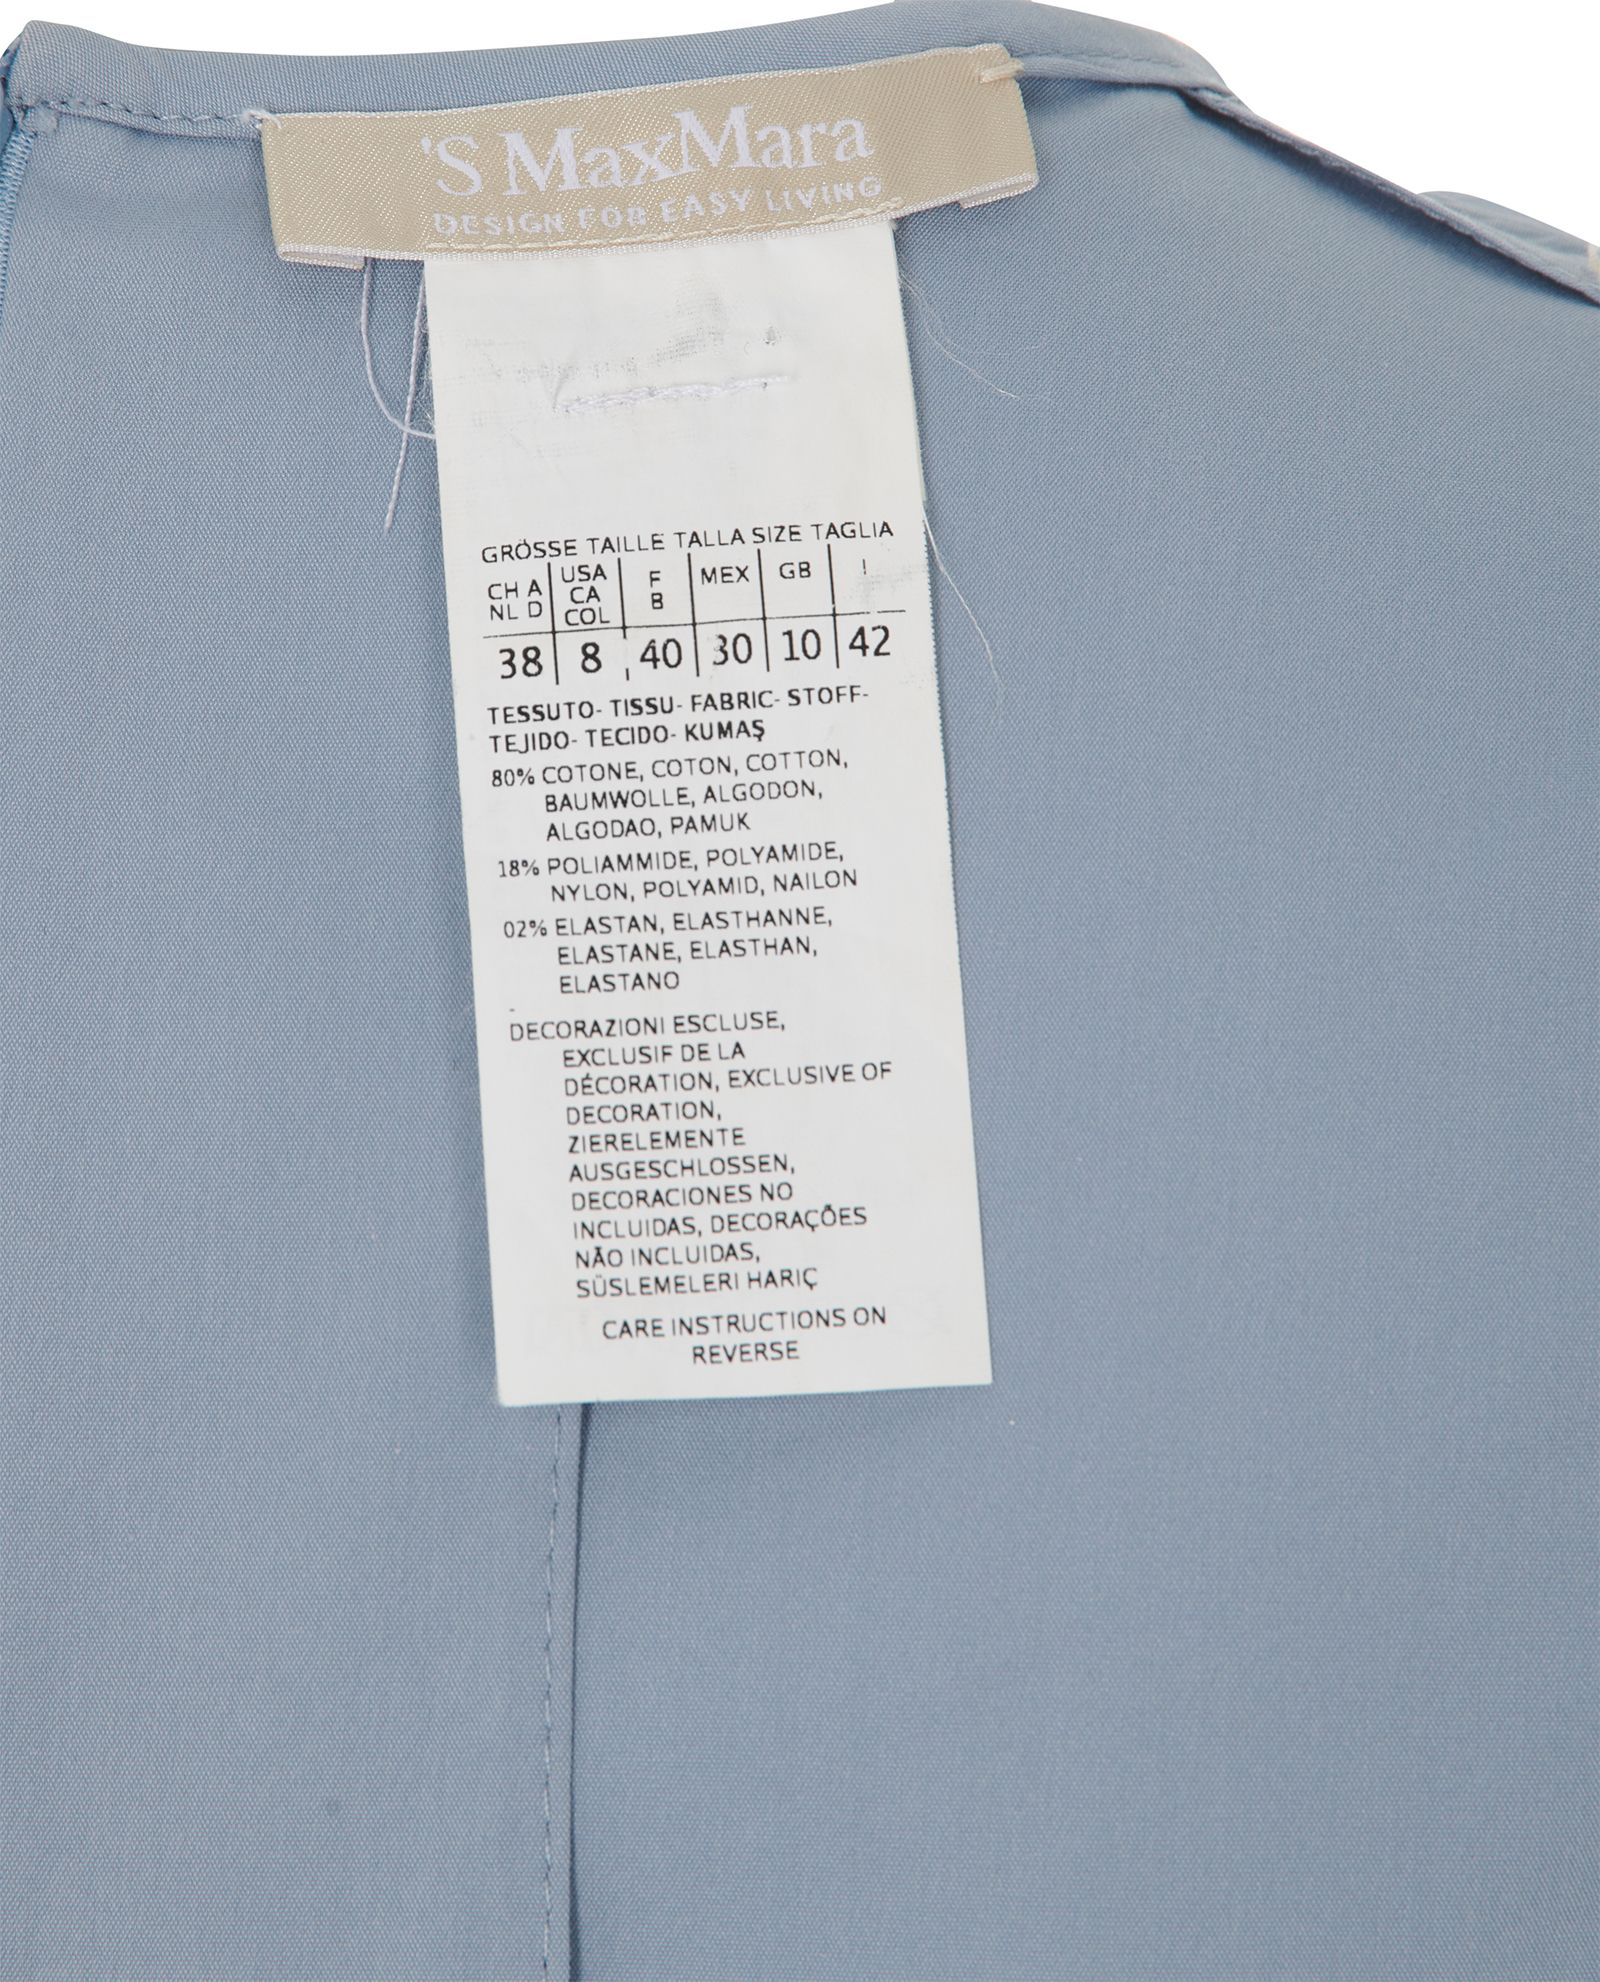 'S MaxMara
DESIGN FOR EASY LIVING
GRÖSSE TAILLE TALLA SIZE TAGLIA
CH A NL D | USA CA COL | F B | MEX | GB | I
38 | 8 | 40 | 30 | 10 | 42
TESSUTO- TISSU- FABRIC- STOFF-
TEJIDO- TECIDO- KUMAŞ
80% COTONE, COTON, COTTON,
BAUMWOLLE, ALGODON,
ALGODAO, PAMUK
18% POLIAMMIDE, POLYAMIDE,
NYLON, POLYAMID, NAILON
02% ELASTAN, ELASTHANNE,
ELASTANE, ELASTHAN,
ELASTANO
DECORAZIONI ESCLUSE,
EXCLUSIF DE LA
DÉCORATION, EXCLUSIVE OF
DECORATION,
ZIERELEMENTE
AUSGESCHLOSSEN,
DECORACIONES NO
INCLUIDAS, DECORAÇÕES
NÃO INCLUIDAS,
SÜSLEMELERI HARIÇ
CARE INSTRUCTIONS ON
REVERSE